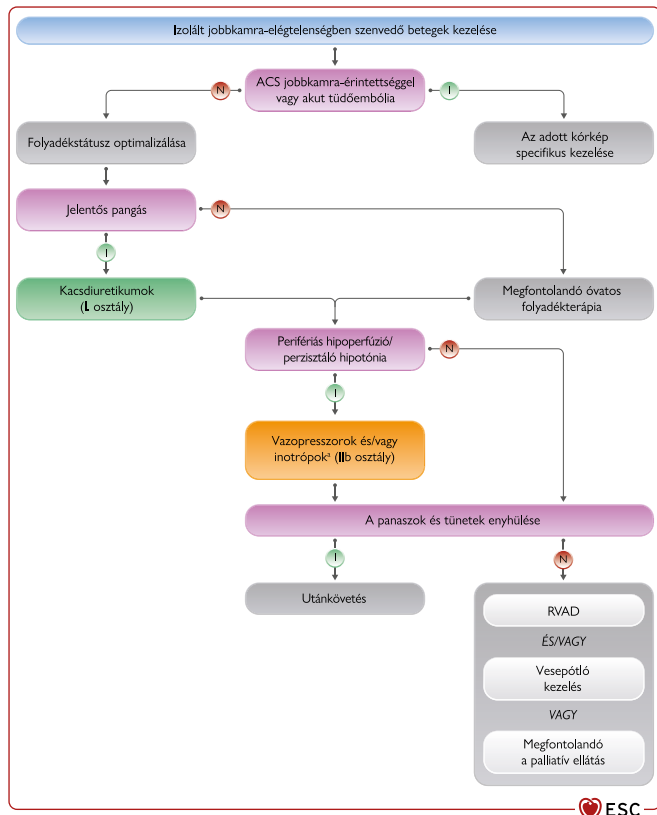 Izolált jobbkamra-elégtelenségben szenvedő betegek kezelése
ACS jobbkamra-érintettséggel
vagy akut tüdőembólia
N
I
Folyadékstátusz optimalizálása
Az adott kórkép
specifikus kezelése
Jelentős pangás
N
I
Kacsdiuretikumok
(I. osztály)
Megfontolandó óvatos
folyadékterápia
Perifériás hipoperfúzió/
perzisztáló hipotónia
N
I
Vazopresszorok és/vagy
inotrópokᵃ (IIb osztály)
A panaszok és tünetek enyhülése
I
N
Utánkövetés
RVAD
ÉS/VAGY
Vesepótló
kezelés
VAGY
Megfontolandó
a palliatív ellátás
ESC